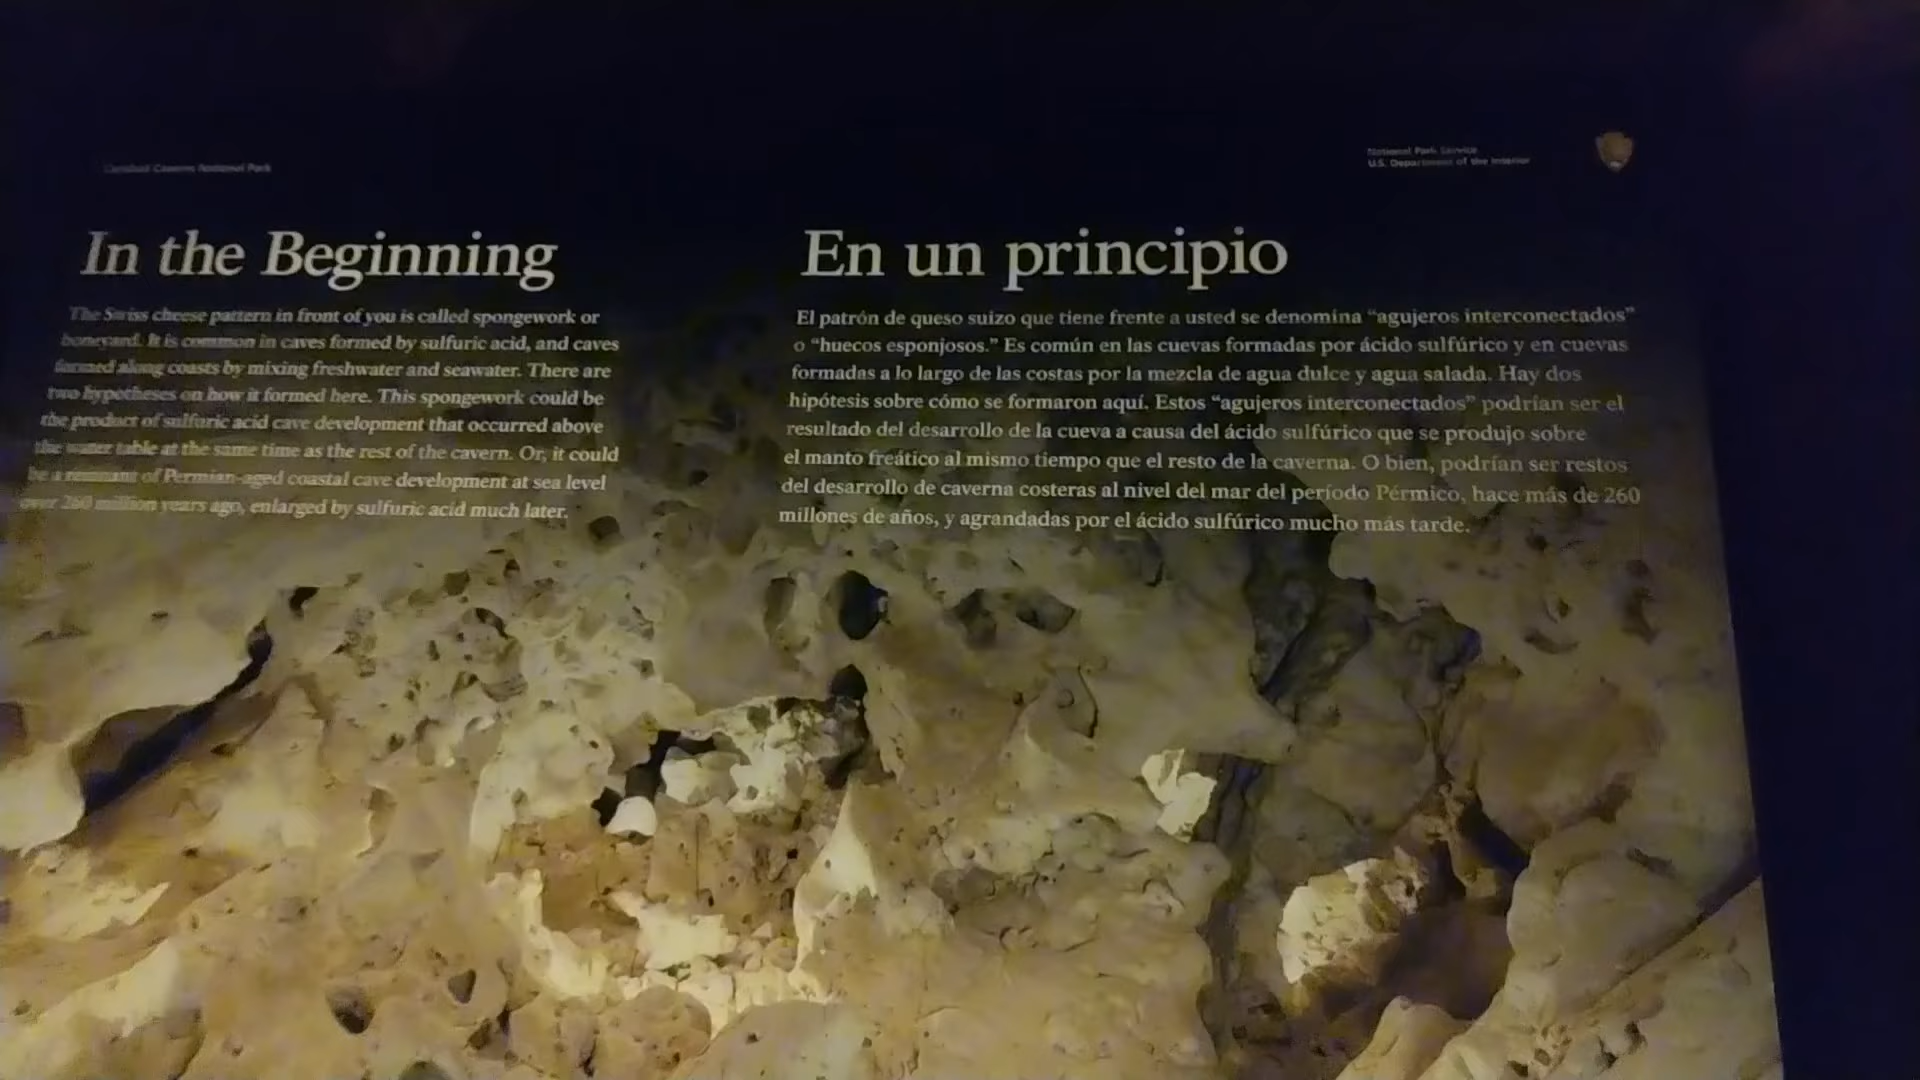 Carlsbad Caverns National Park
National Park Service
U.S. Department of the Interior
In the Beginning
The Swiss cheese pattern in front of you is called spongework or
boneyard. It is common in caves formed by sulfuric acid, and caves
formed along coasts by mixing freshwater and seawater. There are
two hypotheses on how it formed here. This spongework could be
the product of sulfuric acid cave development that occurred above
the water table at the same time as the rest of the cavern. Or, it could
be a remnant of Permian-aged coastal cave development at sea level
over 260 million years ago, enlarged by sulfuric acid much later.
En un principio
El patrón de queso suizo que tiene frente a usted se denomina “agujeros interconectados”
o “huecos esponjosos.” Es común en las cuevas formadas por ácido sulfúrico y en cuevas
formadas a lo largo de las costas por la mezcla de agua dulce y agua salada. Hay dos
hipótesis sobre cómo se formaron aquí. Estos “agujeros interconectados” podrían ser el
resultado del desarrollo de la cueva a causa del ácido sulfúrico que se produjo sobre
el manto freático al mismo tiempo que el resto de la caverna. O bien, podrían ser restos
del desarrollo de caverna costeras al nivel del mar del período Pérmico, hace más de 260
millones de años, y agrandadas por el ácido sulfúrico mucho más tarde.